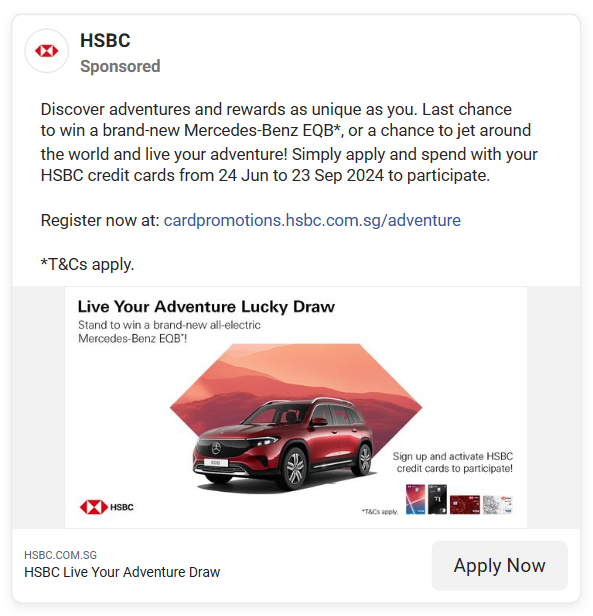 HSBC
Sponsored
Discover adventures and rewards as unique as you. Last chance
to win a brand-new Mercedes-Benz EQB*, or a chance to jet around
the world and live your adventure! Simply apply and spend with your
HSBC credit cards from 24 Jun to 23 Sep 2024 to participate.
Register now at: cardpromotions.hsbc.com.sg/adventure
*T&Cs apply.
Live Your Adventure Lucky Draw
Stand to win a brand-new all-electric
Mercedes-Benz EQB*!
Sign up and activate HSBC
credit cards to participate!
HSBC
*T&Cs apply.
HSBC.COM.SG
HSBC Live Your Adventure Draw
Apply Now